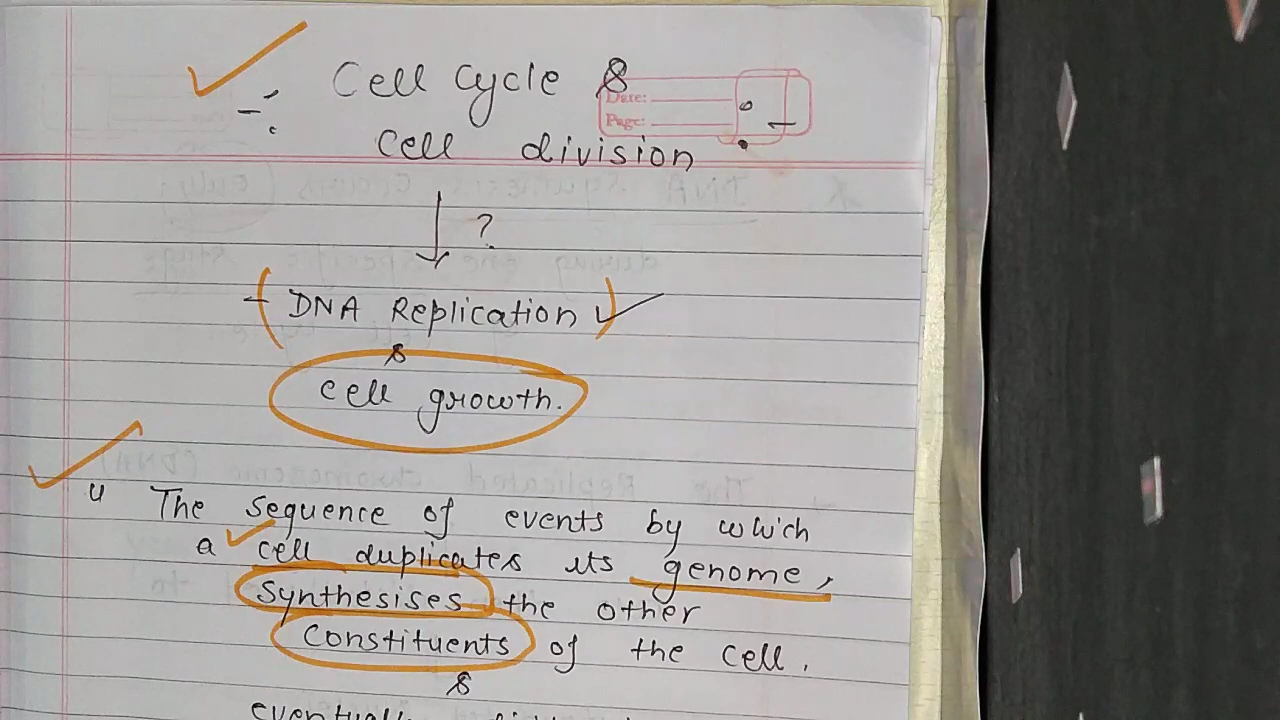 Cell Cycle &
Date:
Page:
Cell division
?
DNA Replication
&
cell growth.
" The sequence of events by which
a cell duplicates its genome,
Synthesises the other
Constituents of the cell.
&